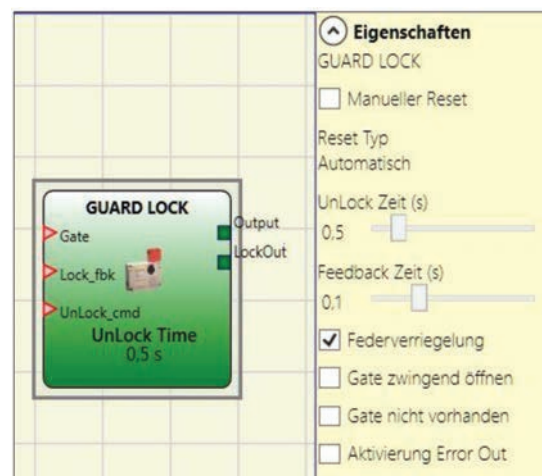 GUARD LOCK
Gate
Lock_fbk
UnLock_cmd
Output
LockOut
UnLock Time
0,5 s
Eigenschaften
GUARD LOCK
Manueller Reset
Reset Typ
Automatisch
UnLock Zeit (s)
0,5
Feedback Zeit (s)
0,1
Federverriegelung
Gate zwingend öffnen
Gate nicht vorhanden
Aktivierung Error Out